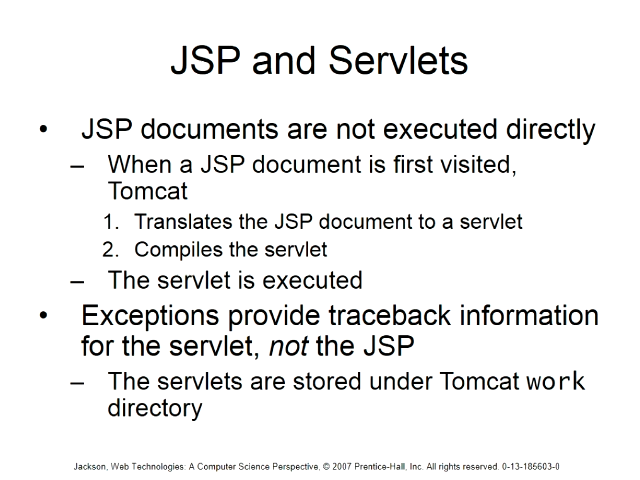 JSP and Servlets
• JSP documents are not executed directly
– When a JSP document is first visited,
Tomcat
1. Translates the JSP document to a servlet
2. Compiles the servlet
– The servlet is executed
• Exceptions provide traceback information
for the servlet, not the JSP
– The servlets are stored under Tomcat work
directory
Jackson, Web Technologies: A Computer Science Perspective, © 2007 Prentice-Hall, Inc. All rights reserved. 0-13-185603-0